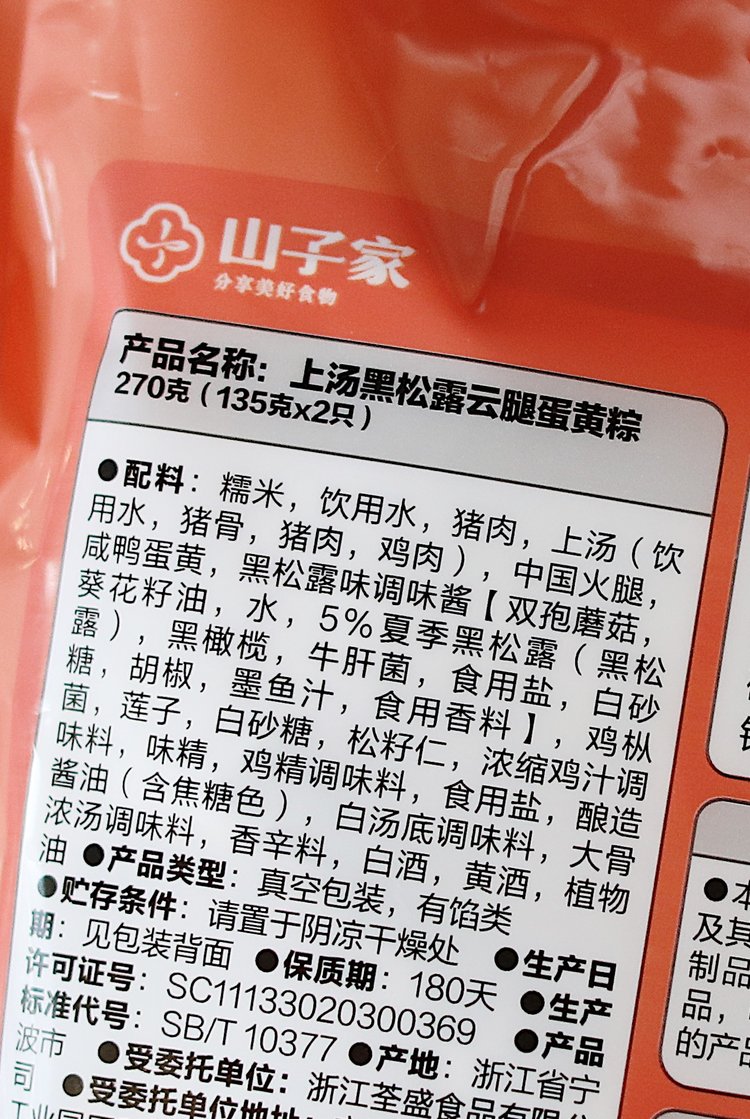 山子家
分享美好食物
产品名称：上汤黑松露云腿蛋黄粽
270克（135克x2只）
●配料：糯米，饮用水，猪肉，上汤（饮
用水，猪骨，猪肉，鸡肉），中国火腿，
咸鸭蛋黄，黑松露味调味酱【双孢蘑菇，
葵花籽油，水，5%夏季黑松露（黑松
露），黑橄榄，牛肝菌，食用盐，白砂
糖，胡椒，墨鱼汁，食用香料】，鸡枞
菌，莲子，白砂糖，松籽仁，浓缩鸡汁调
味料，味精，鸡精调味料，食用盐，酿造
酱油（含焦糖色），白汤底调味料，大骨
浓汤调味料，香辛料，白酒，黄酒，植物
油 ●产品类型：真空包装，有馅类
●贮存条件：请置于阴凉干燥处 ●生产日
期：见包装背面 ●保质期：180天 ●生产
许可证号：SC11133020300369 ●产品
标准代号：SB/T 10377 ●产地：浙江省宁
波市 ●受委托单位：浙江荃盛食品有限公
司 ●受委托单位地址：
●本
及其
制品
品，
的产品